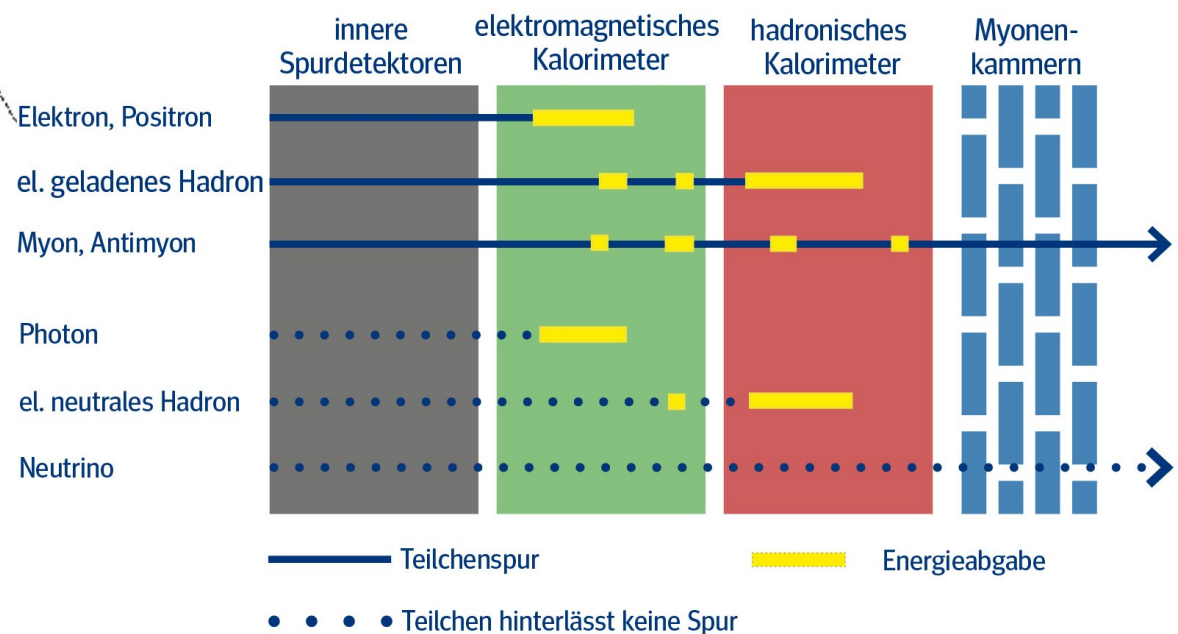 innere
Spurdetektoren
elektromagnetisches
Kalorimeter
hadronisches
Kalorimeter
Myonen-
kammern
Elektron, Positron
el. geladenes Hadron
Myon, Antimyon
Photon
el. neutrales Hadron
Neutrino
Teilchenspur
Energieabgabe
Teilchen hinterlässt keine Spur